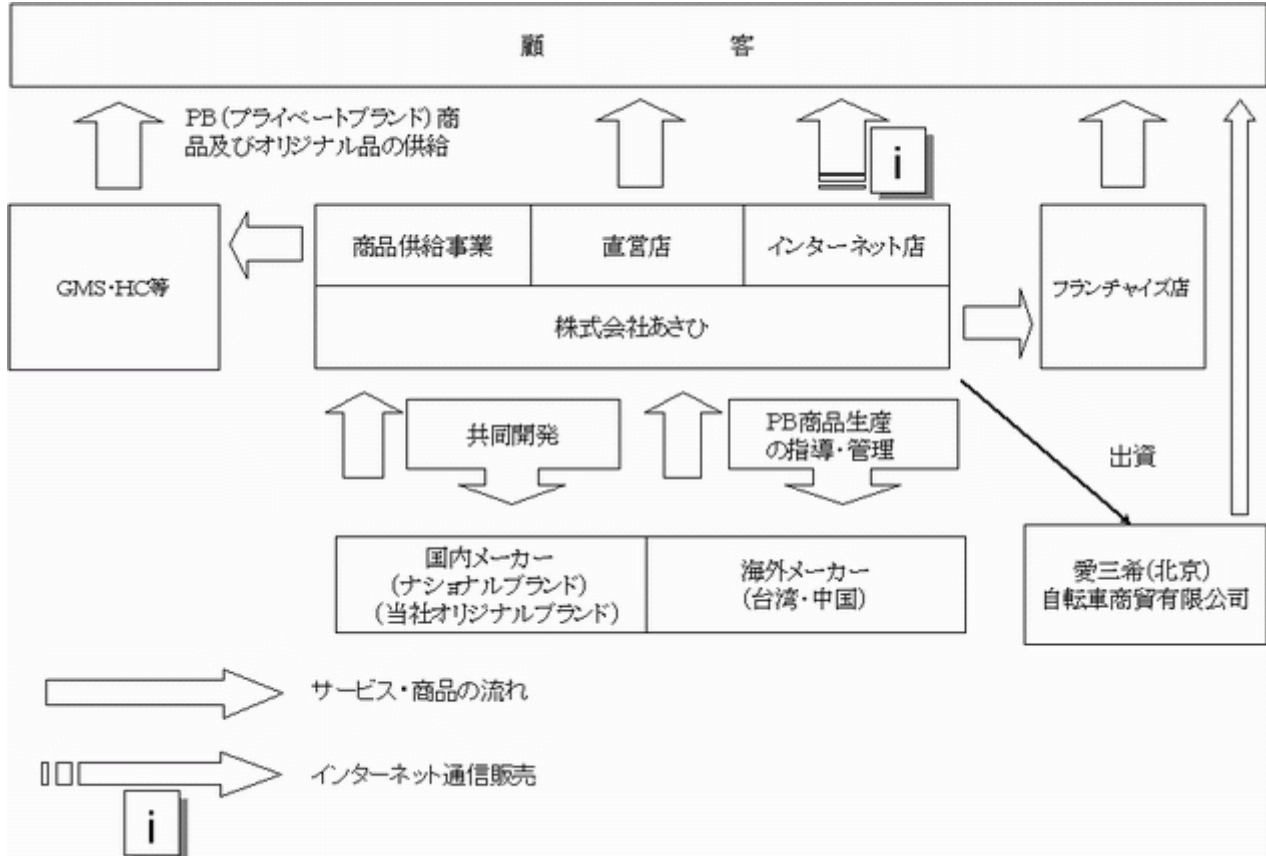 顧 客
PB(プライベートブランド)商
品及びオリジナル品の供給
i
商品供給事業
直営店
インターネット店
GMS・HC等
フランチャイズ店
株式会社あさひ
共同開発
PB商品生産
の指導・管理
出資
国内メーカー
(ナショナルブランド)
(当社オリジナルブランド)
海外メーカー
(台湾・中国)
愛三希(北京)
自転車商貿有限公司
サービス・商品の流れ
インターネット通信販売
i